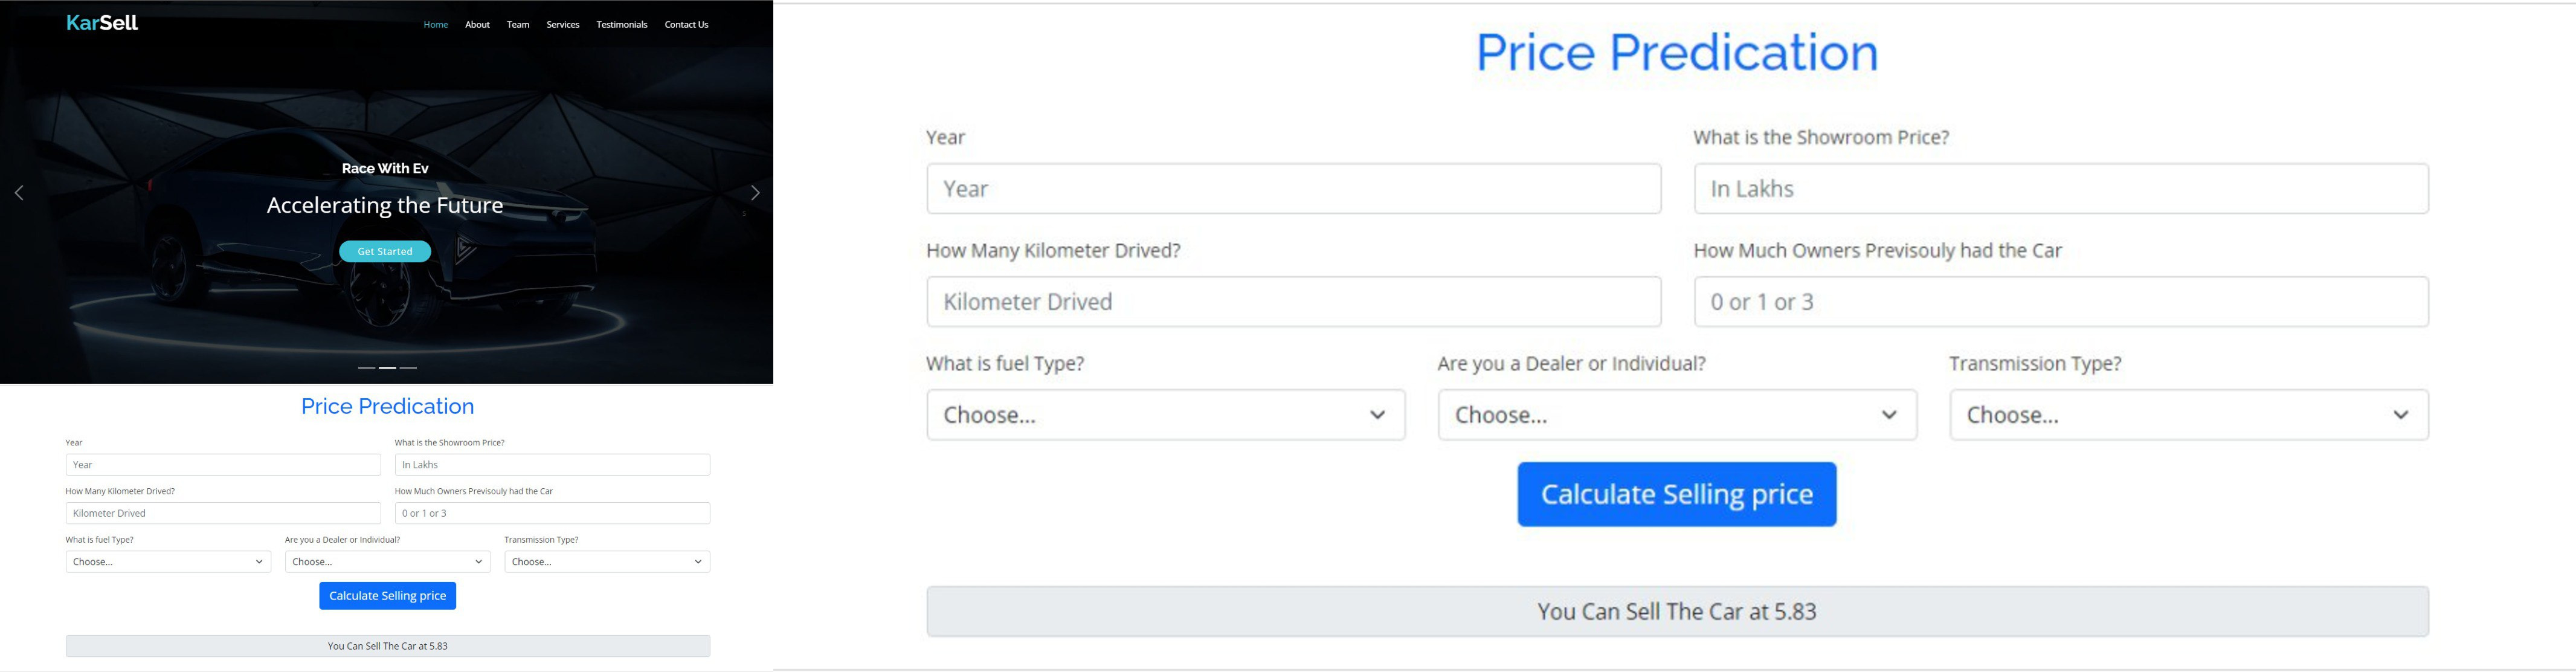 KarSell
Home About Team Services Testimonials Contact Us
Race With Ev
Accelerating the Future
Get Started
Price Predication
Year What is the Showroom Price?
Year In Lakhs
How Many Kilometer Drived? How Much Owners Previsouly had the Car
Kilometer Drived 0 or 1 or 3
What is fuel Type? Are you a Dealer or Individual? Transmission Type?
Choose... Choose... Choose...
Calculate Selling price
You Can Sell The Car at 5.83
Price Predication
Year What is the Showroom Price?
Year In Lakhs
How Many Kilometer Drived? How Much Owners Previsouly had the Car
Kilometer Drived 0 or 1 or 3
What is fuel Type? Are you a Dealer or Individual? Transmission Type?
Choose... Choose... Choose...
Calculate Selling price
You Can Sell The Car at 5.83